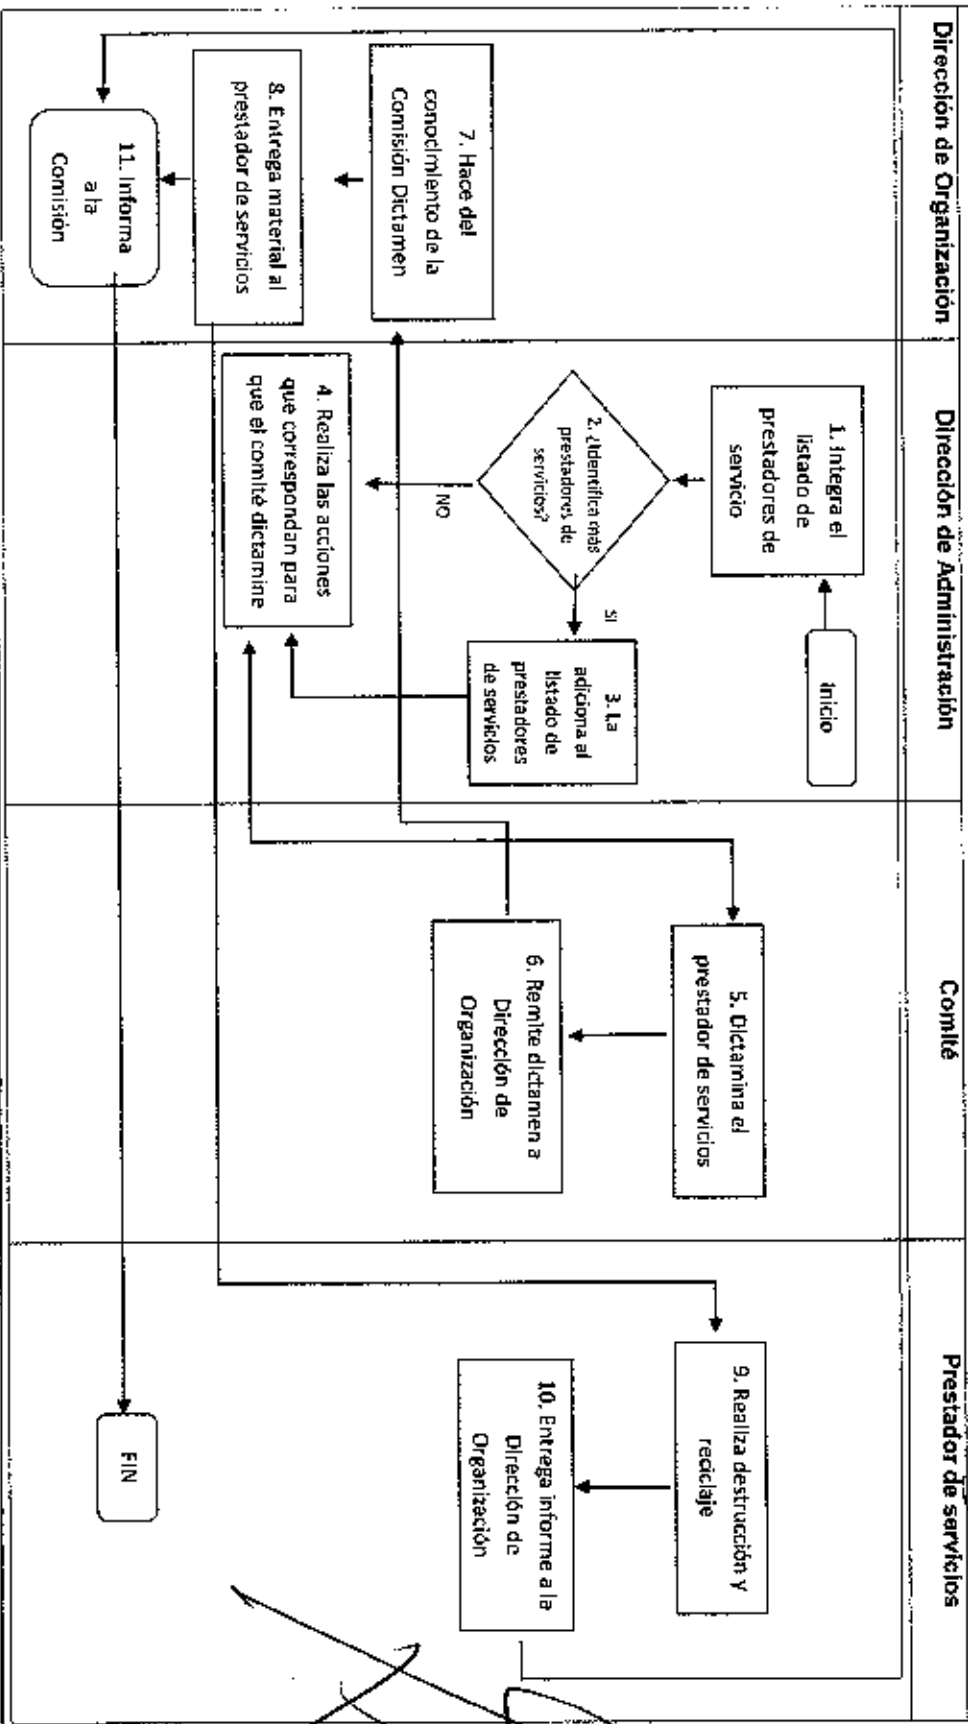 Dirección de Organización
Dirección de Administración
Comité
Prestador de servicios
Inicio
1. Integra el
listado de
prestadores de
servicio
2. ¿Identifica más
prestadores de
servicios?
SI
NO
3. La
adiciona al
listado de
prestadores
de servicios
4. Realiza las acciones
que correspondan para
que el comité dictamine
5. Dictamina el
prestador de servicios
6. Remite dictamen a
Dirección de
Organización
7. Hace del
conocimiento de la
Comisión Dictamen
8. Entrega material al
prestador de servicios
9. Realiza destrucción y
reciclaje
10. Entrega informe a la
Dirección de
Organización
11. Informa
a la
Comisión
FIN